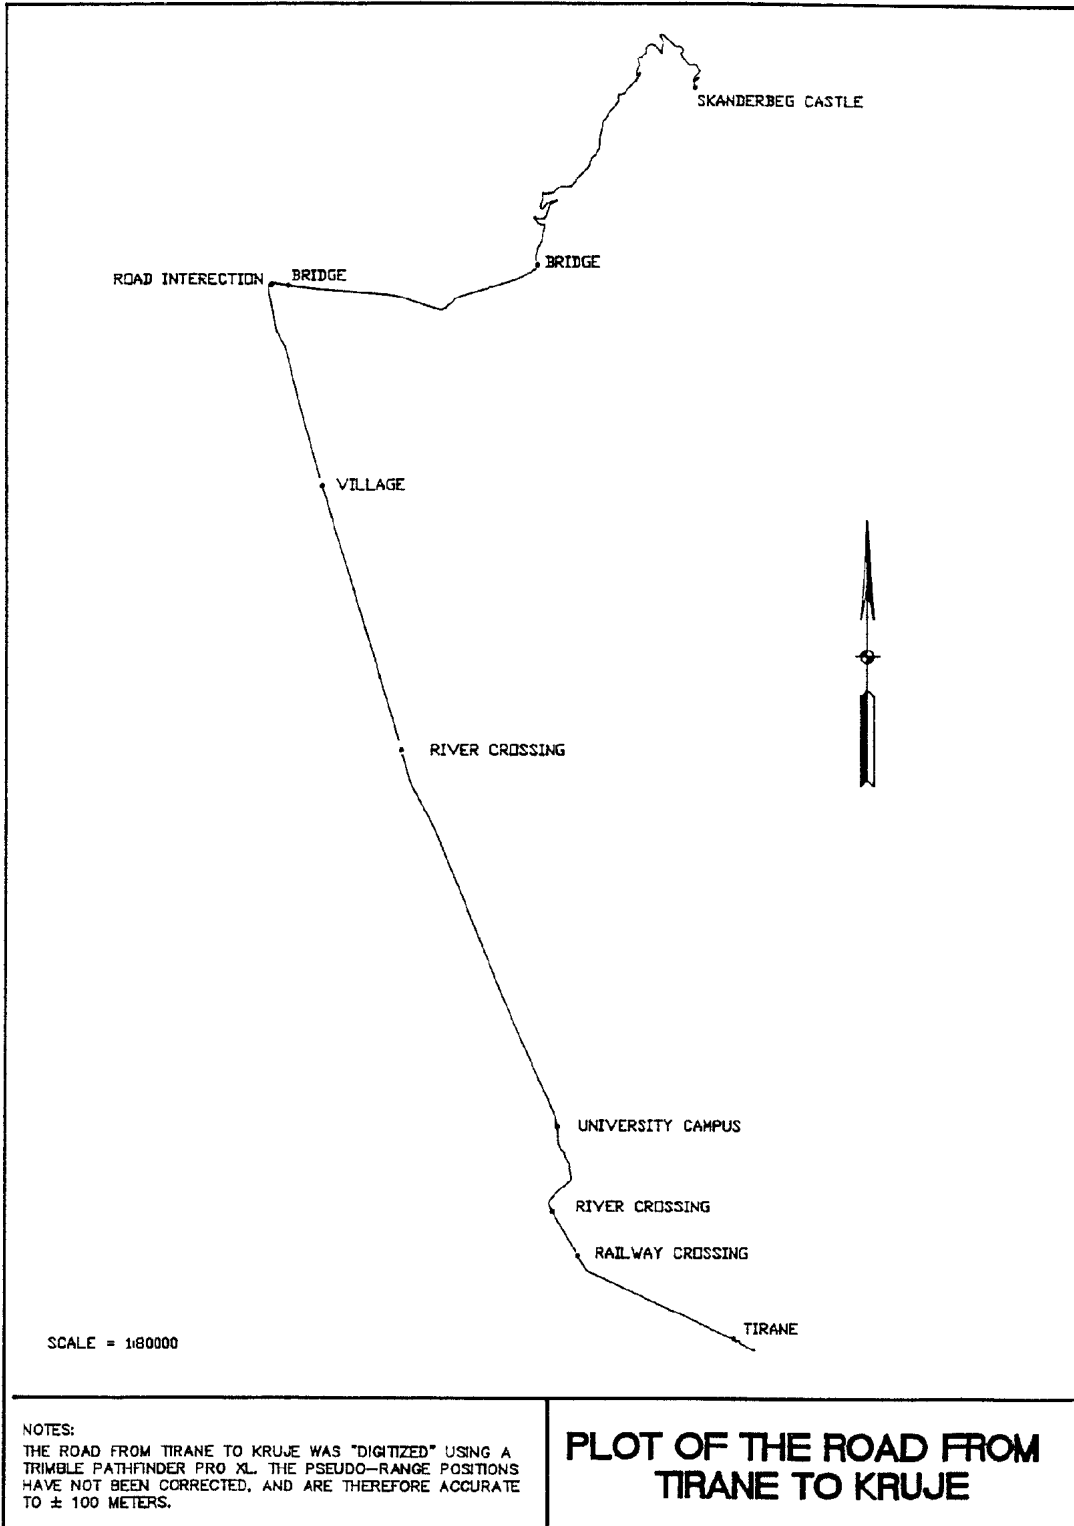 SKANDERBEG CASTLE
BRIDGE
ROAD INTERECTION
BRIDGE
VILLAGE
RIVER CROSSING
UNIVERSITY CAMPUS
RIVER CROSSING
RAILWAY CROSSING
TIRANE
SCALE = 1:80000
NOTES:
THE ROAD FROM TIRANE TO KRUJE WAS "DIGITIZED" USING A
TRIMBLE PATHFINDER PRO XL. THE PSEUDO-RANGE POSITIONS
HAVE NOT BEEN CORRECTED, AND ARE THEREFORE ACCURATE
TO ± 100 METERS.
PLOT OF THE ROAD FROM
TIRANE TO KRUJE